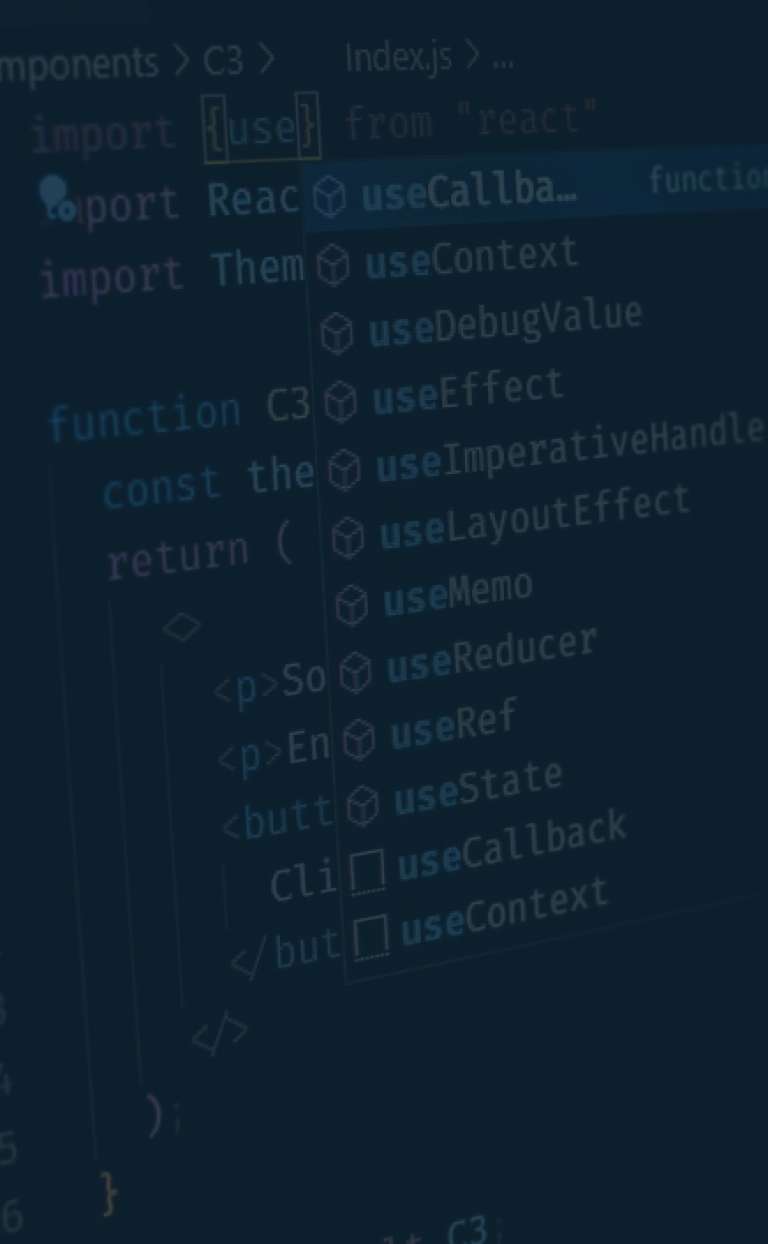 mponents > C3 > Index.js > ...
import {use} from "react"
port Reac useCallba... function
import Them useContext
useDebugValue
function C3 useEffect
const the useImperativeHandle
return ( useLayoutEffect
<> useMemo
<p>So useReducer
<p>En useRef
<butt useState
Cli useCallback
</but useContext
3
</>
4
5 );
6 }
lt C3;